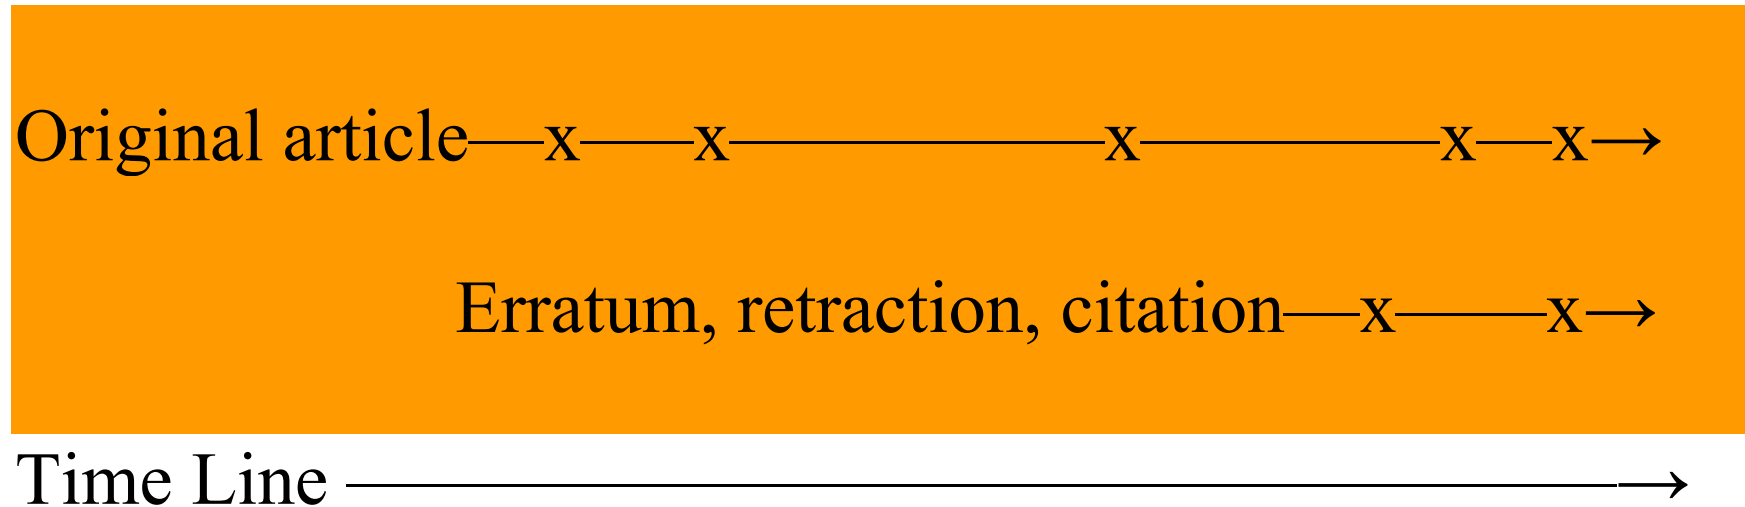 Original article——x———x——————————x————————x——x→
Erratum, retraction, citation——x————x→
Time Line ——————————————————————————————————→